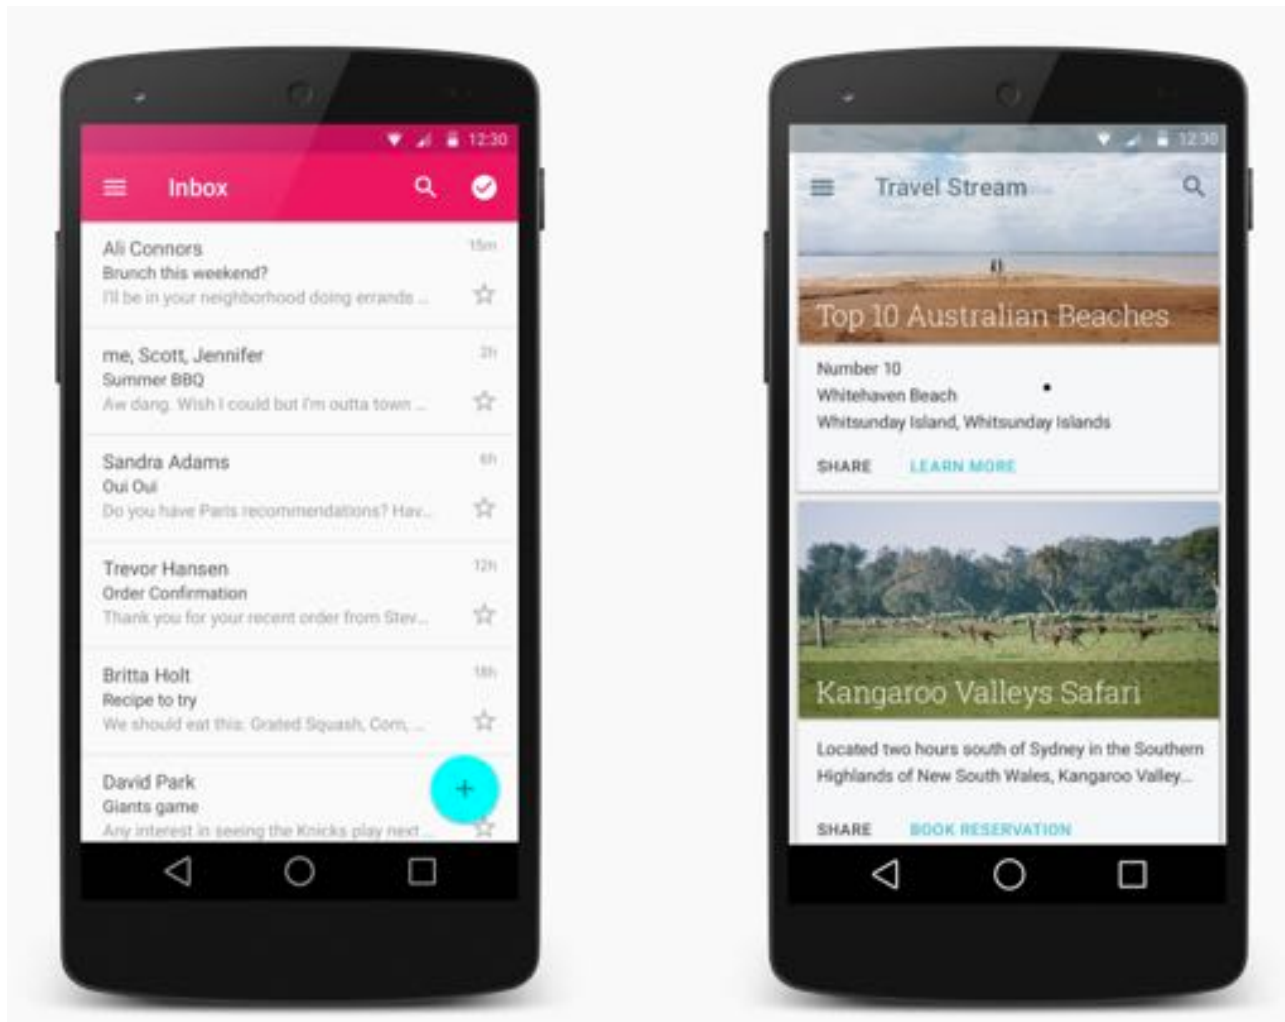 12:30
Inbox
Ali Connors 15m
Brunch this weekend?
I'll be in your neighborhood doing errands ...
me, Scott, Jennifer 2h
Summer BBQ
Aw dang. Wish I could but I'm outta town ...
Sandra Adams 6h
Oui Oui
Do you have Paris recommendations? Hav...
Trevor Hansen 12h
Order Confirmation
Thank you for your recent order from Stev...
Britta Holt 18h
Recipe to try
We should eat this: Grated Squash, Corn, ...
David Park
Giants game
Any interest in seeing the Knicks play next ...
12:30
Travel Stream
Top 10 Australian Beaches
Number 10
Whitehaven Beach
Whitsunday Island, Whitsunday Islands
SHARE LEARN MORE
Kangaroo Valleys Safari
Located two hours south of Sydney in the Southern
Highlands of New South Wales, Kangaroo Valley...
SHARE BOOK RESERVATION